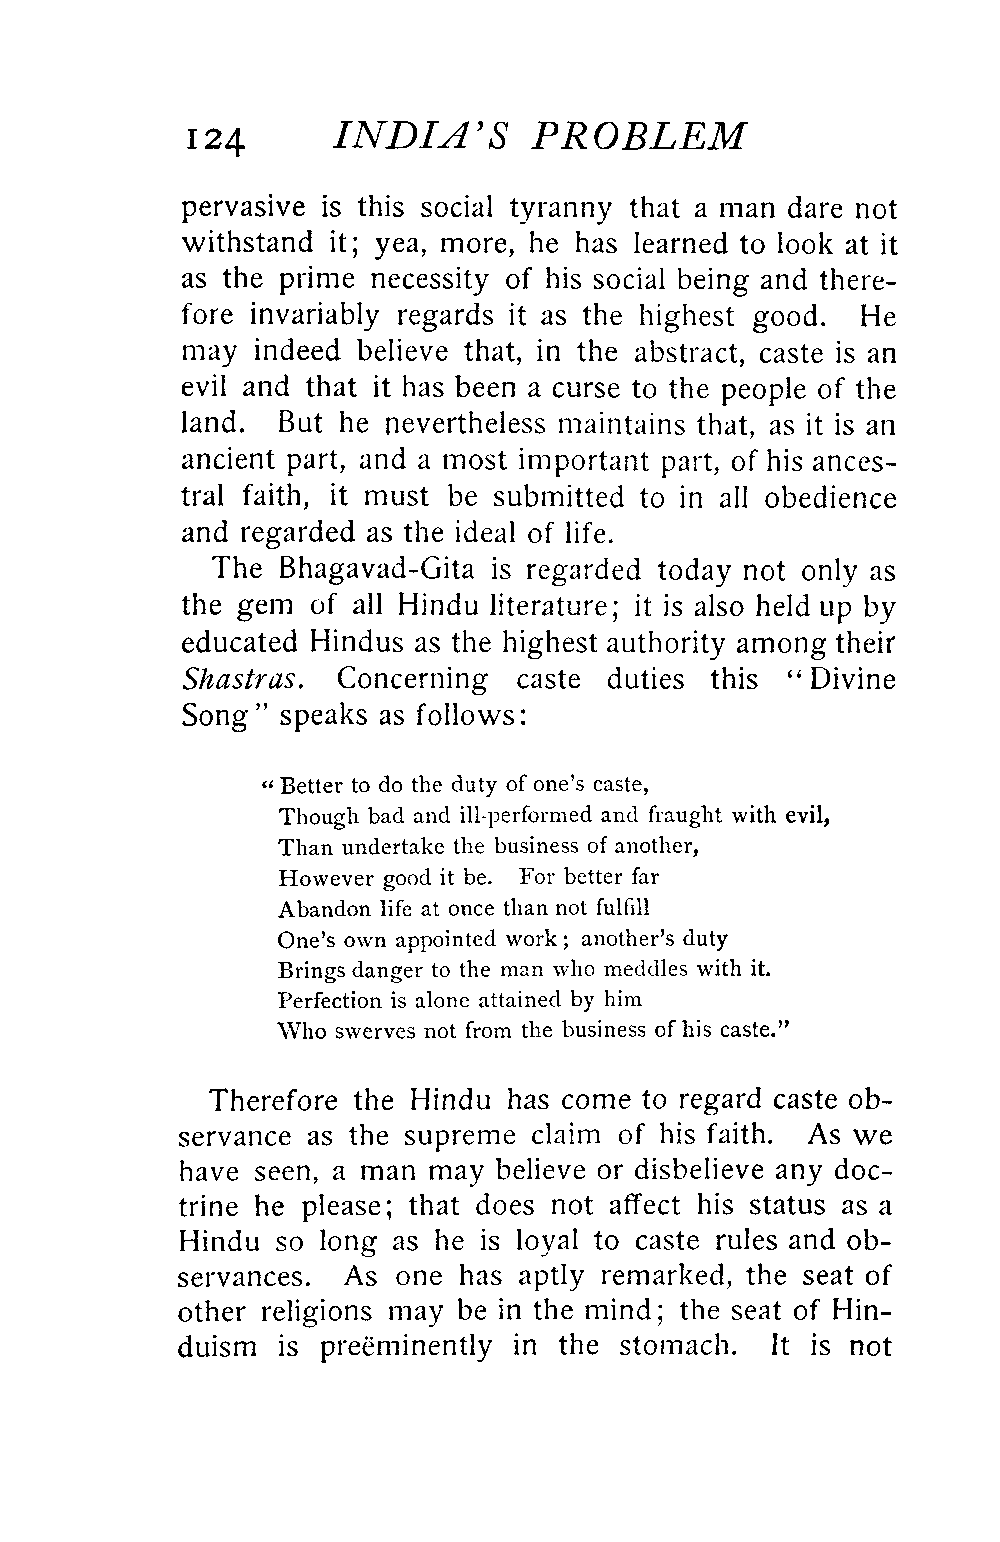 124 INDIA'S PROBLEM
pervasive is this social tyranny that a man dare not
withstand it; yea, more, he has learned to look at it
as the prime necessity of his social being and there-
fore invariably regards it as the highest good. He
may indeed believe that, in the abstract, caste is an
evil and that it has been a curse to the people of the
land. But he nevertheless maintains that, as it is an
ancient part, and a most important part, of his ances-
tral faith, it must be submitted to in all obedience
and regarded as the ideal of life.
The Bhagavad-Gita is regarded today not only as
the gem of all Hindu literature; it is also held up by
educated Hindus as the highest authority among their
Shastras. Concerning caste duties this “Divine
Song” speaks as follows:
“Better to do the duty of one's caste,
Though bad and ill-performed and fraught with evil,
Than undertake the business of another,
However good it be. For better far
Abandon life at once than not fulfill
One's own appointed work; another's duty
Brings danger to the man who meddles with it.
Perfection is alone attained by him
Who swerves not from the business of his caste.”
Therefore the Hindu has come to regard caste ob-
servance as the supreme claim of his faith. As we
have seen, a man may believe or disbelieve any doc-
trine he please; that does not affect his status as a
Hindu so long as he is loyal to caste rules and ob-
servances. As one has aptly remarked, the seat of
other religions may be in the mind; the seat of Hin-
duism is preëminently in the stomach. It is not